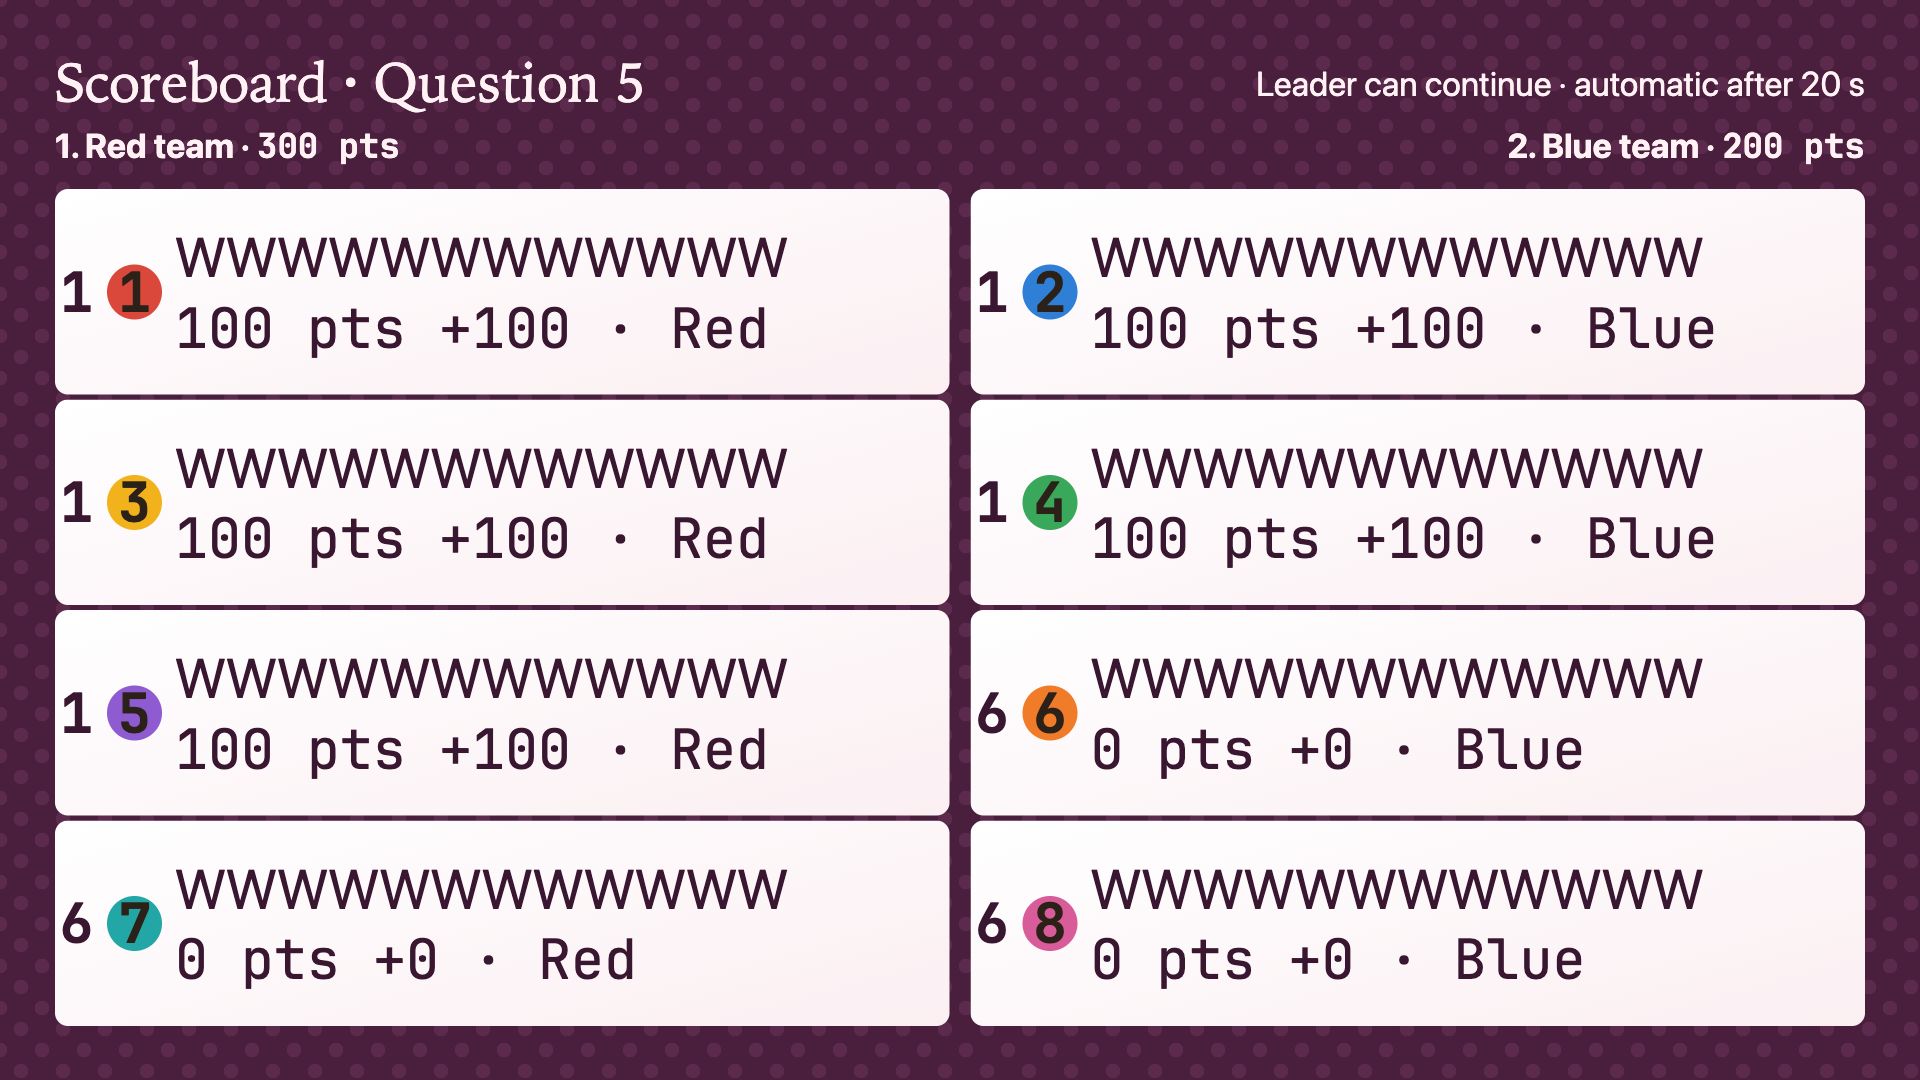 Scoreboard · Question 5
Leader can continue · automatic after 20 s
1. Red team · 300 pts
2. Blue team · 200 pts
1 1 WWWWWWWWWWWW
100 pts +100 · Red
1 2 WWWWWWWWWWWW
100 pts +100 · Blue
1 3 WWWWWWWWWWWW
100 pts +100 · Red
1 4 WWWWWWWWWWWW
100 pts +100 · Blue
1 5 WWWWWWWWWWWW
100 pts +100 · Red
6 6 WWWWWWWWWWWW
0 pts +0 · Blue
6 7 WWWWWWWWWWWW
0 pts +0 · Red
6 8 WWWWWWWWWWWW
0 pts +0 · Blue